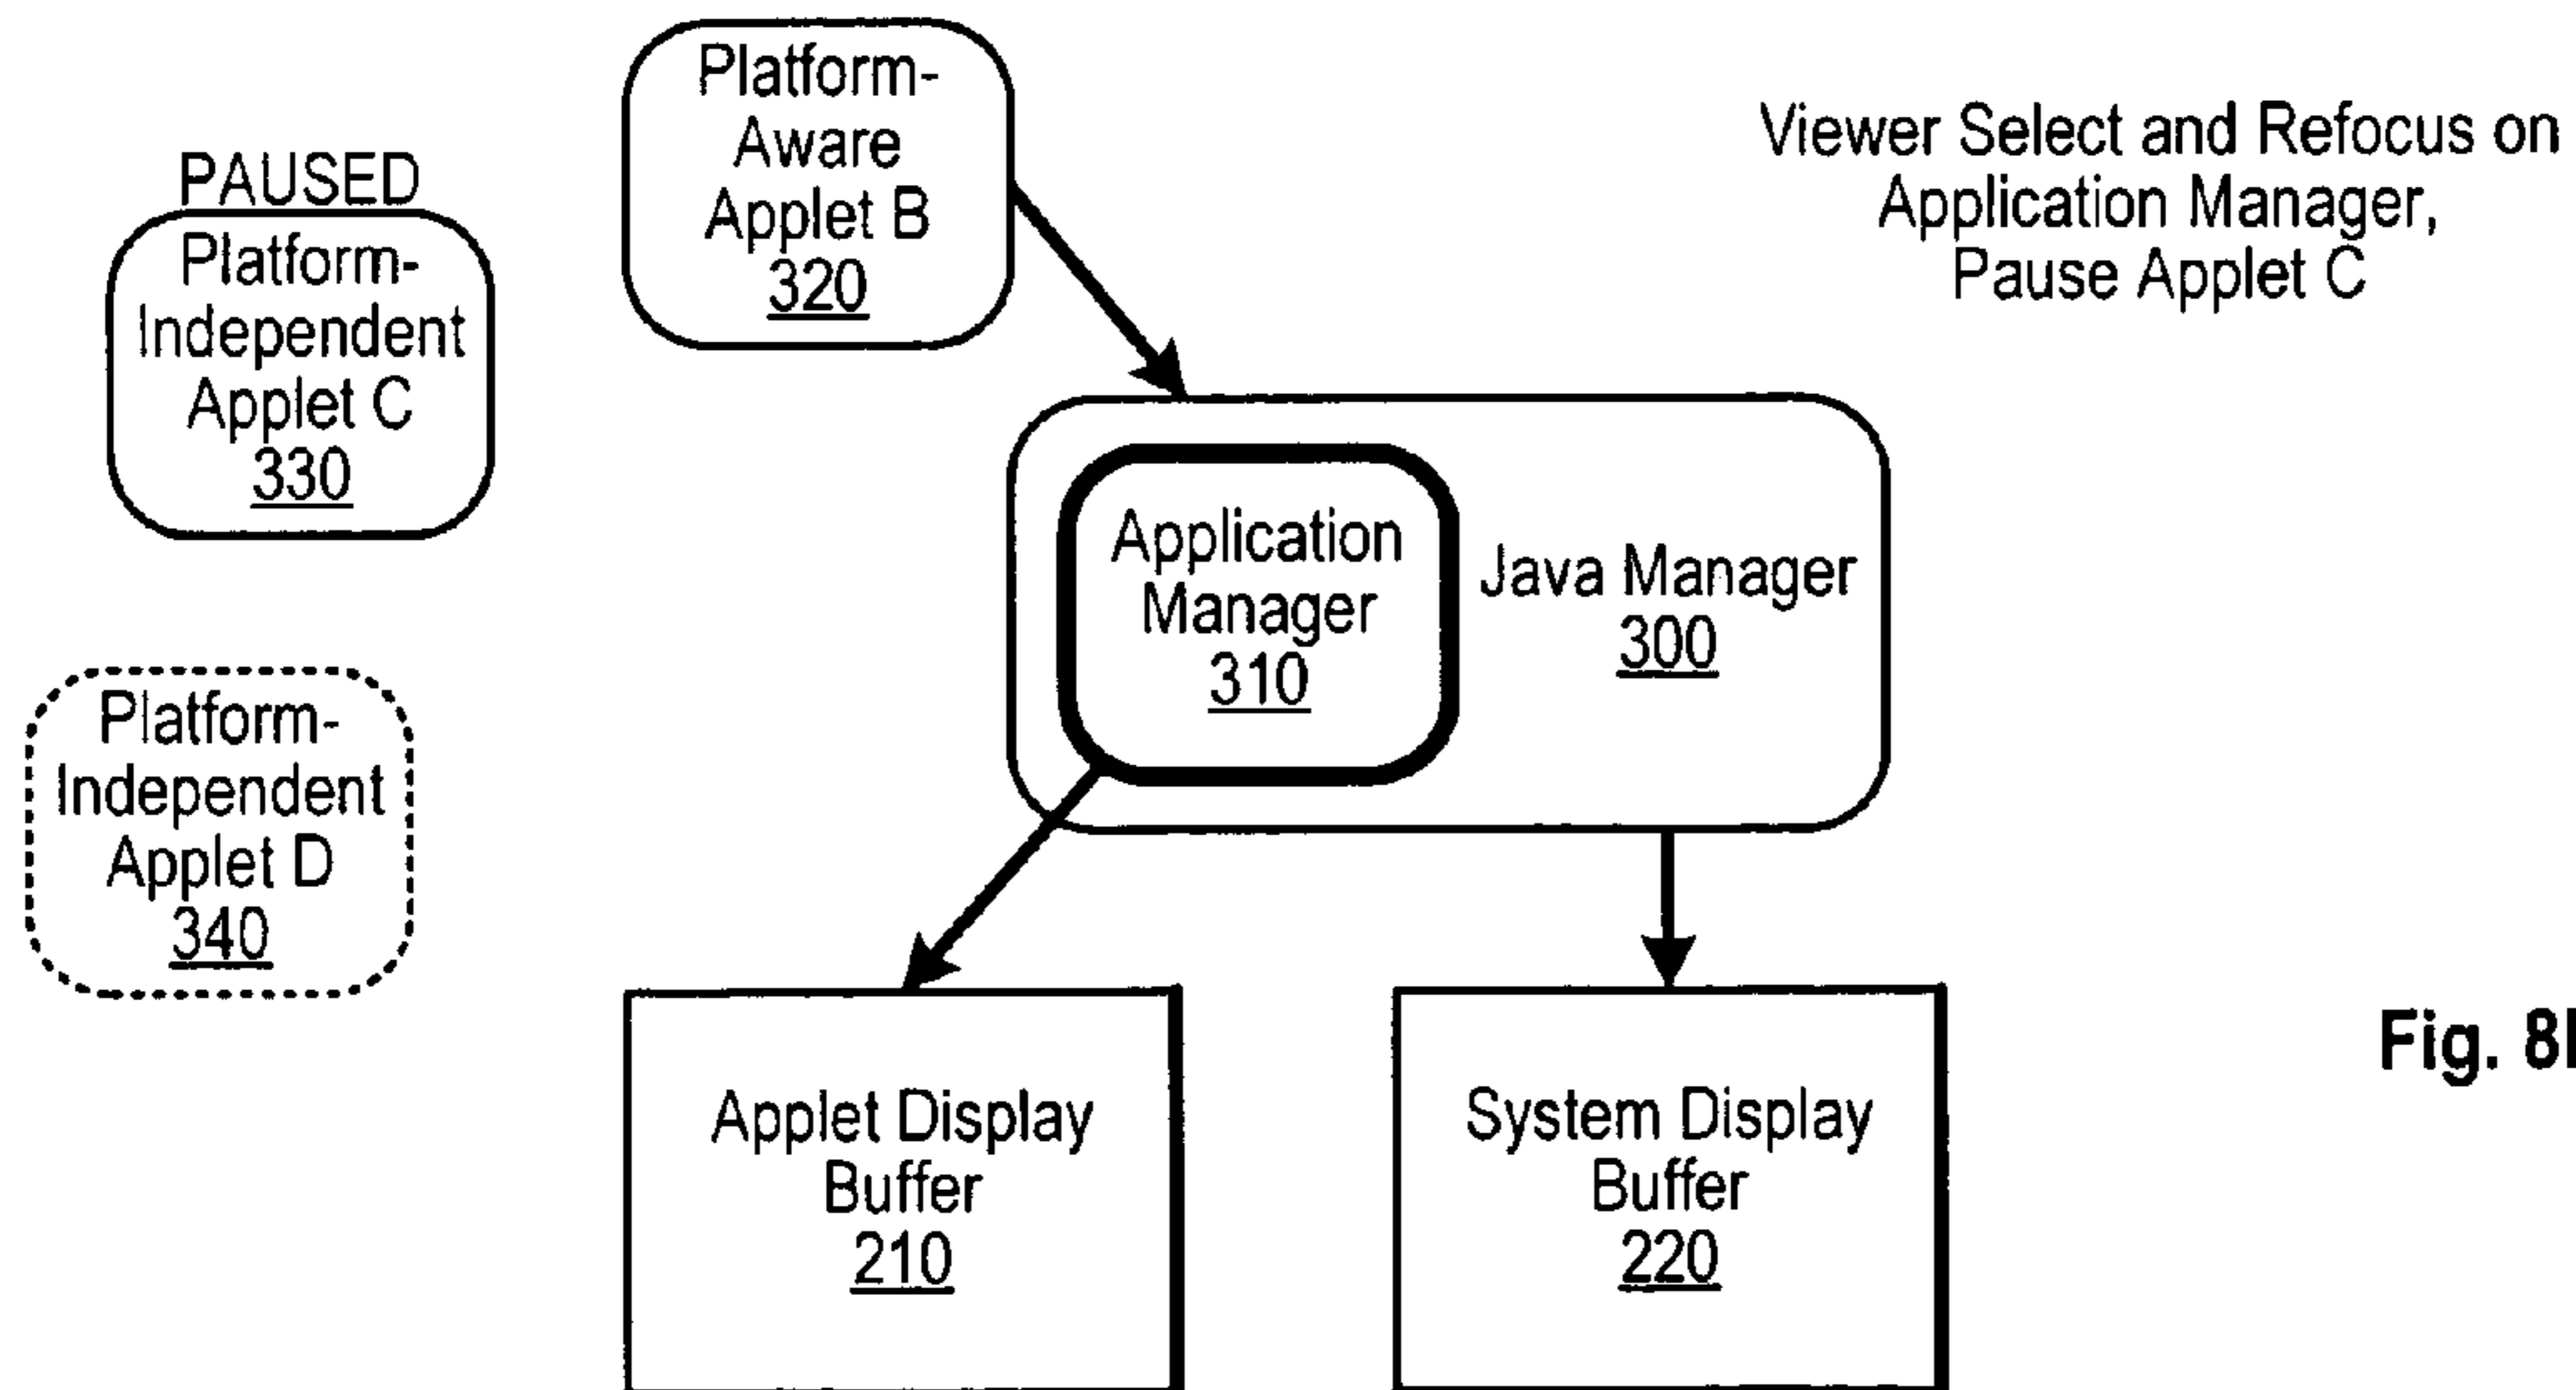 Platform-
Aware
Applet B
320
Viewer Select and Refocus on
Application Manager,
Pause Applet C
PAUSED
Platform-
Independent
Applet C
330
Application
Manager
310
Java Manager
300
Platform-
Independent
Applet D
340
Applet Display
Buffer
210
System Display
Buffer
220
Fig.